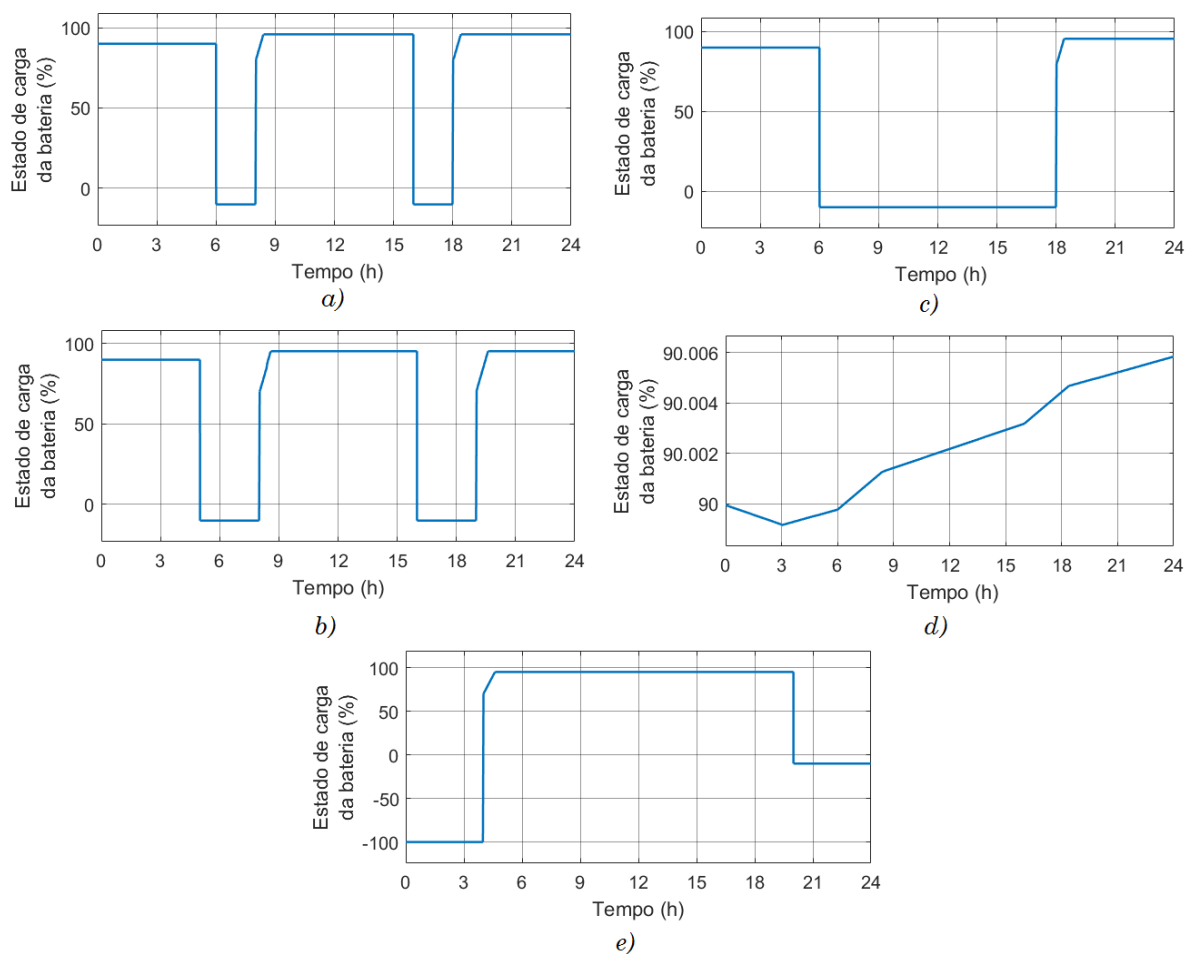 Estado de carga
da bateria (%)
100
50
0
0 3 6 9 12 15 18 21 24
Tempo (h)
a)
Estado de carga
da bateria (%)
100
50
0
0 3 6 9 12 15 18 21 24
Tempo (h)
c)
Estado de carga
da bateria (%)
100
50
0
0 3 6 9 12 15 18 21 24
Tempo (h)
b)
Estado de carga
da bateria (%)
90.006
90.004
90.002
90
0 3 6 9 12 15 18 21 24
Tempo (h)
d)
Estado de carga
da bateria (%)
100
50
0
-50
-100
0 3 6 9 12 15 18 21 24
Tempo (h)
e)